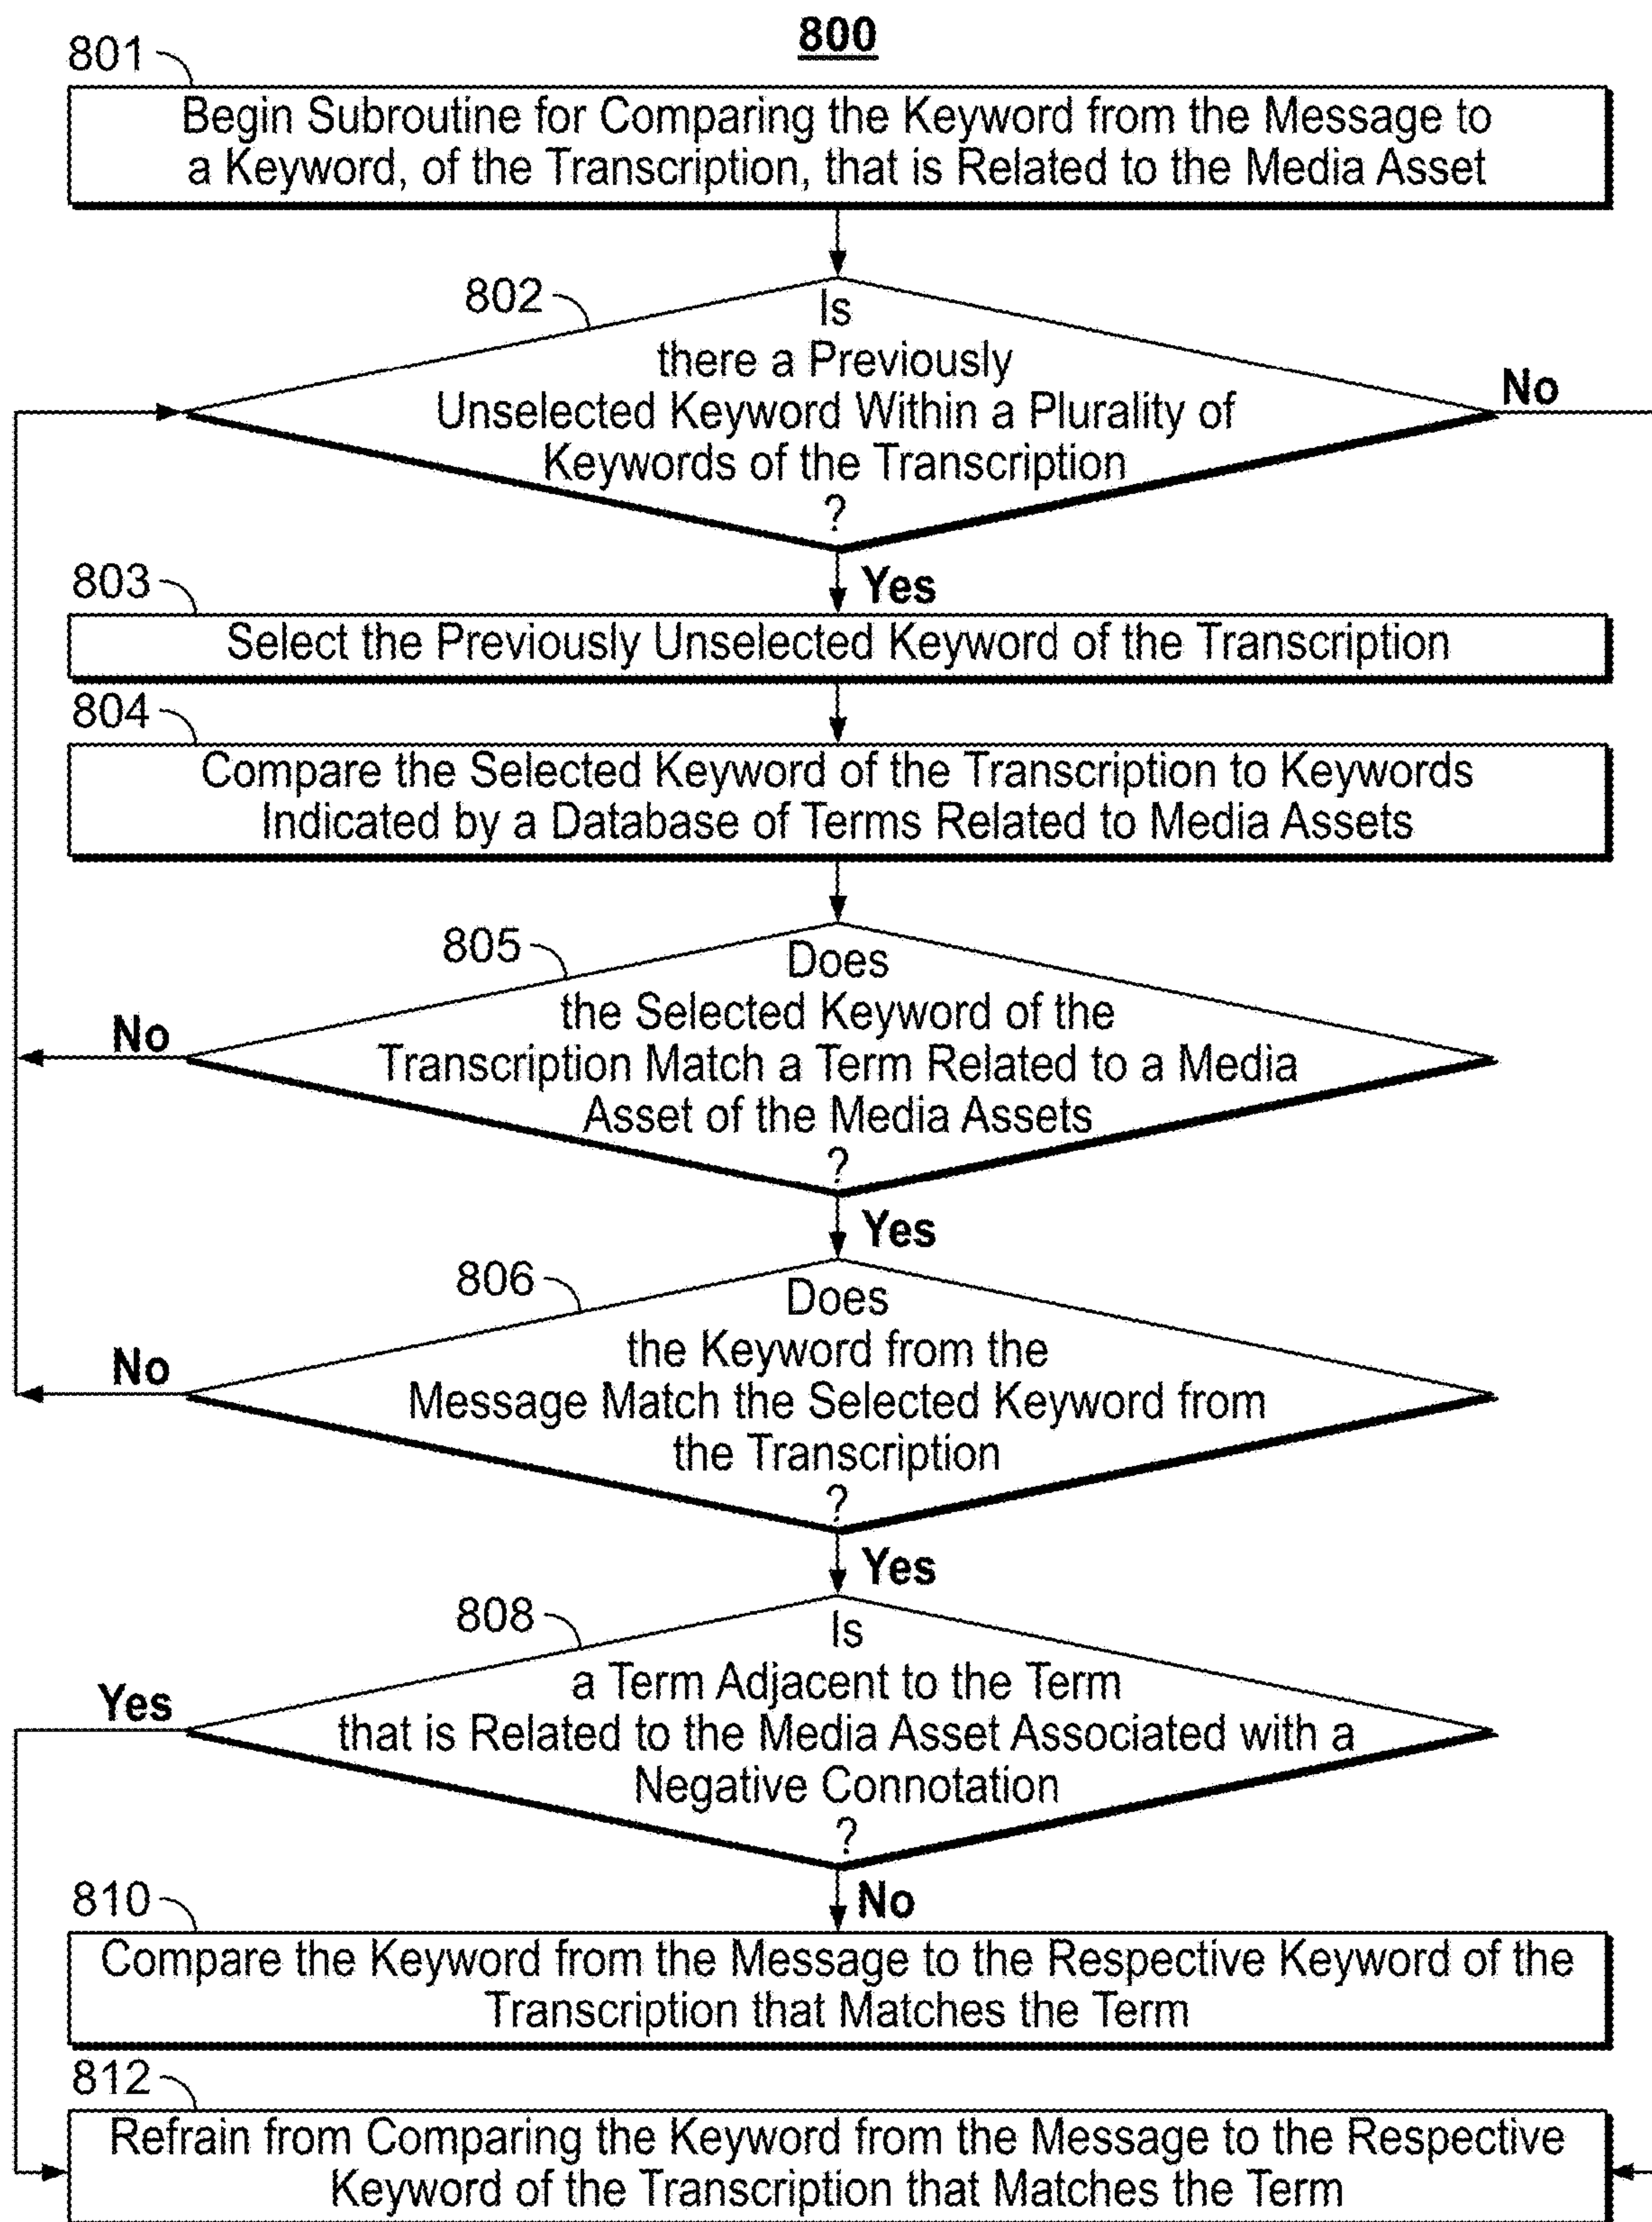 800
801
Begin Subroutine for Comparing the Keyword from the Message to
a Keyword, of the Transcription, that is Related to the Media Asset
802
Is
there a Previously
Unselected Keyword Within a Plurality of
Keywords of the Transcription
?
No
Yes
803
Select the Previously Unselected Keyword of the Transcription
804
Compare the Selected Keyword of the Transcription to Keywords
Indicated by a Database of Terms Related to Media Assets
805
Does
the Selected Keyword of the
Transcription Match a Term Related to a Media
Asset of the Media Assets
?
No
Yes
806
Does
the Keyword from the
Message Match the Selected Keyword from
the Transcription
?
No
Yes
808
Is
a Term Adjacent to the Term
that is Related to the Media Asset Associated with a
Negative Connotation
?
Yes
No
810
Compare the Keyword from the Message to the Respective Keyword of the
Transcription that Matches the Term
812
Refrain from Comparing the Keyword from the Message to the Respective
Keyword of the Transcription that Matches the Term